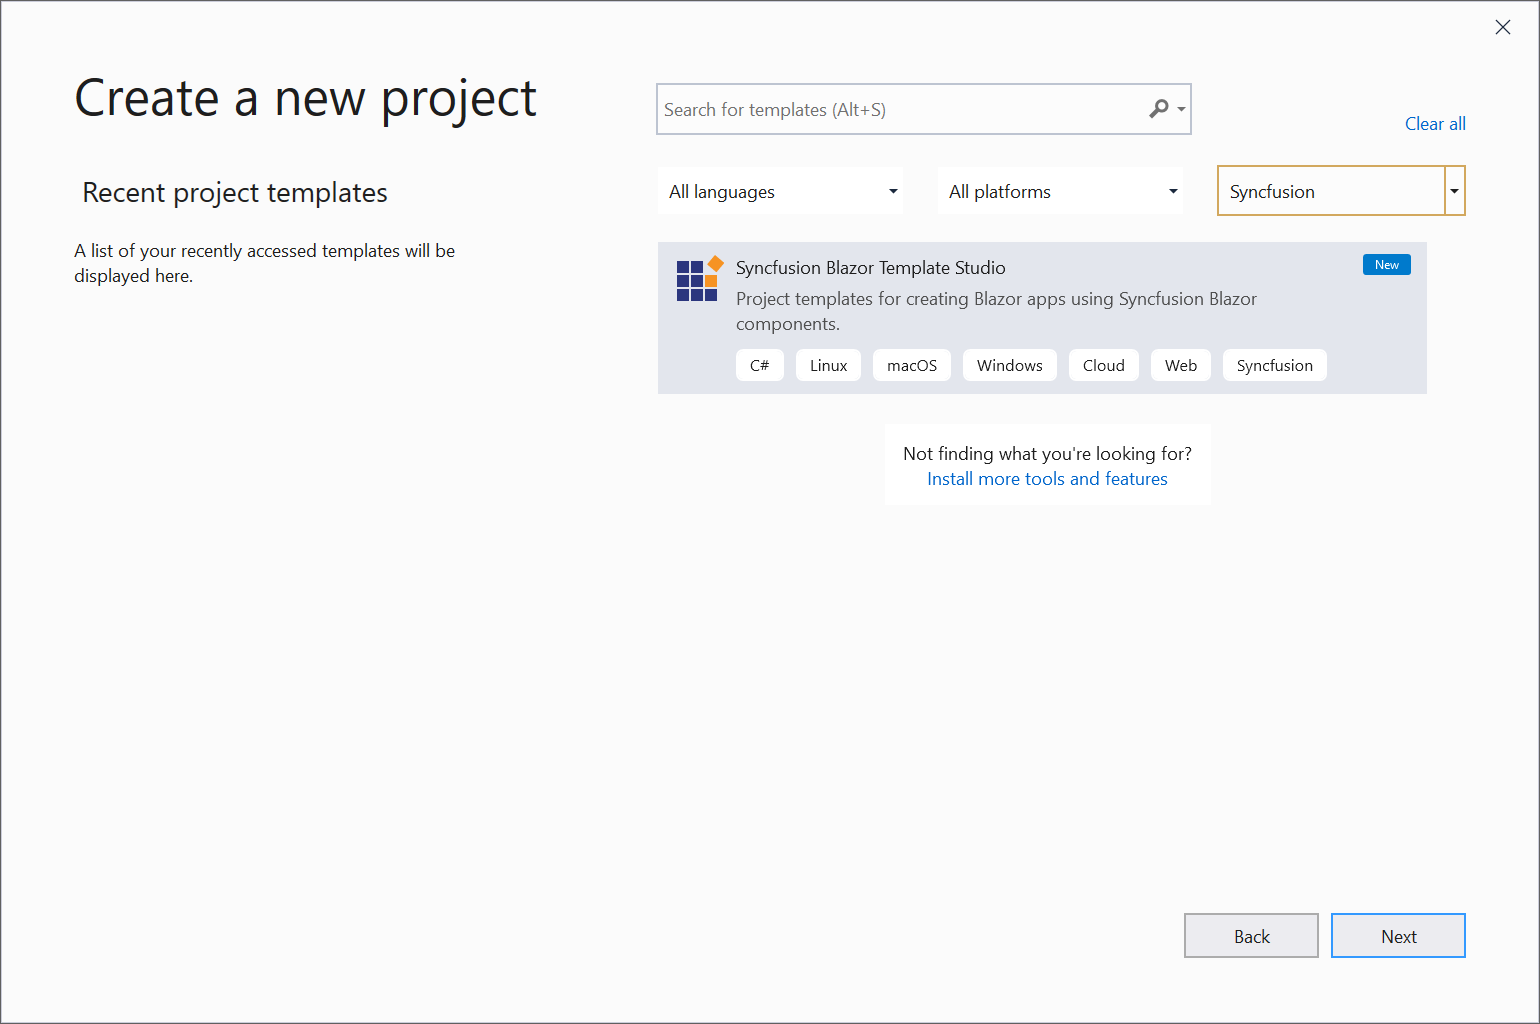 Create a new project
Search for templates (Alt+S)
Clear all
Recent project templates
All languages
All platforms
Syncfusion
A list of your recently accessed templates will be
displayed here.
Syncfusion Blazor Template Studio
New
Project templates for creating Blazor apps using Syncfusion Blazor
components.
C#
Linux
macOS
Windows
Cloud
Web
Syncfusion
Not finding what you're looking for?
Install more tools and features
Back
Next